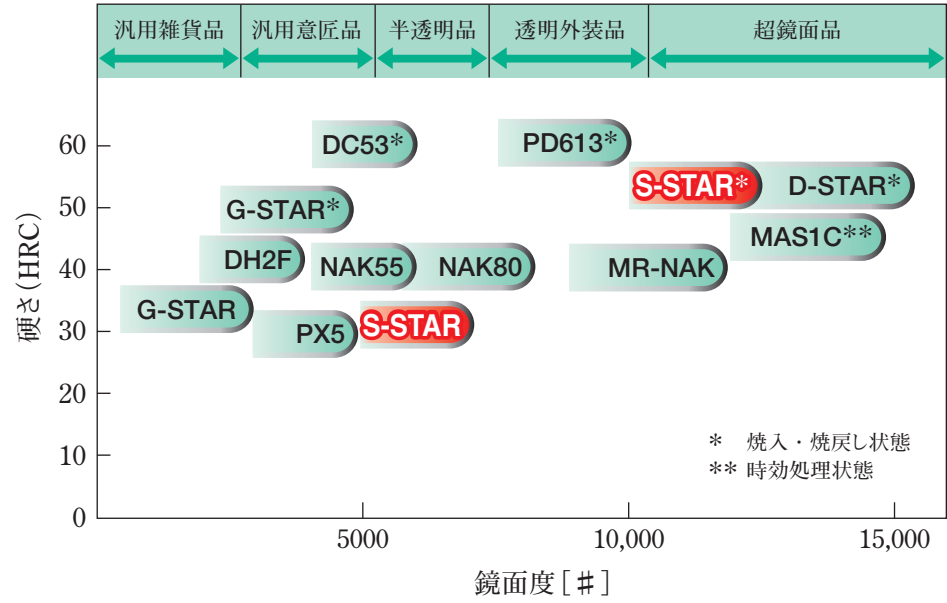 汎用雑貨品
汎用意匠品
半透明品
透明外装品
超鏡面品
硬さ(HRC)
60
50
40
30
20
10
0
DC53*
PD613*
S-STAR*
D-STAR*
G-STAR*
MAS1C**
DH2F
NAK55
NAK80
MR-NAK
G-STAR
PX5
S-STAR
* 焼入・焼戻し状態
** 時効処理状態
5000
10,000
15,000
鏡面度[♯]